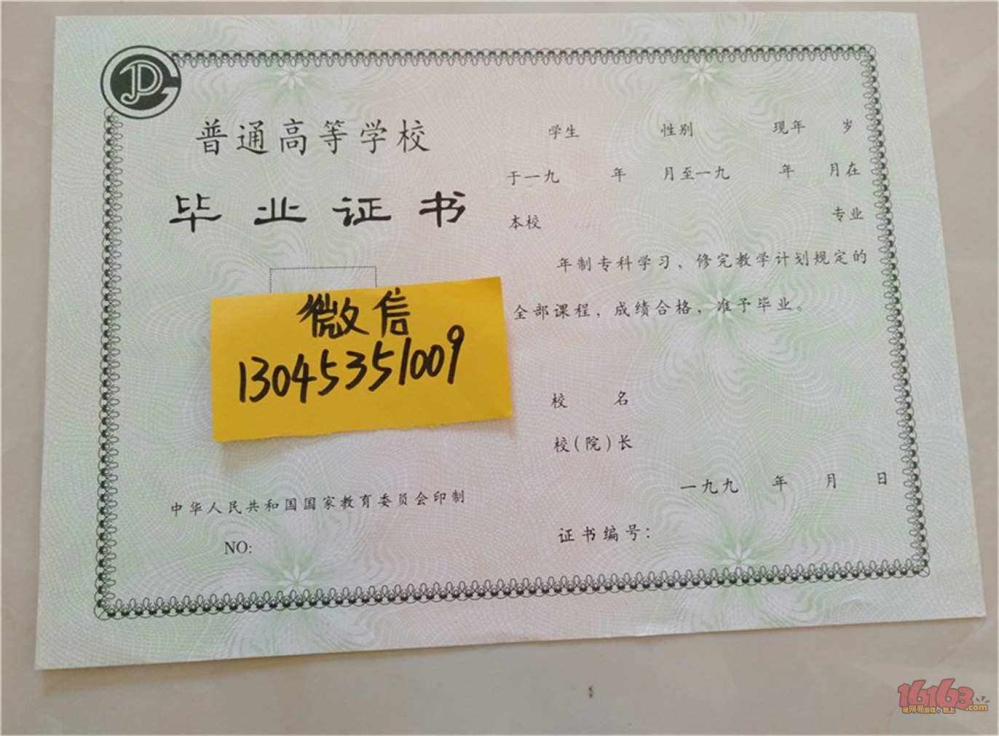 普通高等学校
毕业证书
微信
13045351009
中华人民共和国国家教育委员会印制
NO:
学生 性别 现年 岁
于一九 年 月至一九 年 月在
本校 专业
年制专科学习、修完教学计划规定的
全部课程，成绩合格，准予毕业。
校 名
校(院)长
一九九 年 月 日
证书编号：
16163
.com